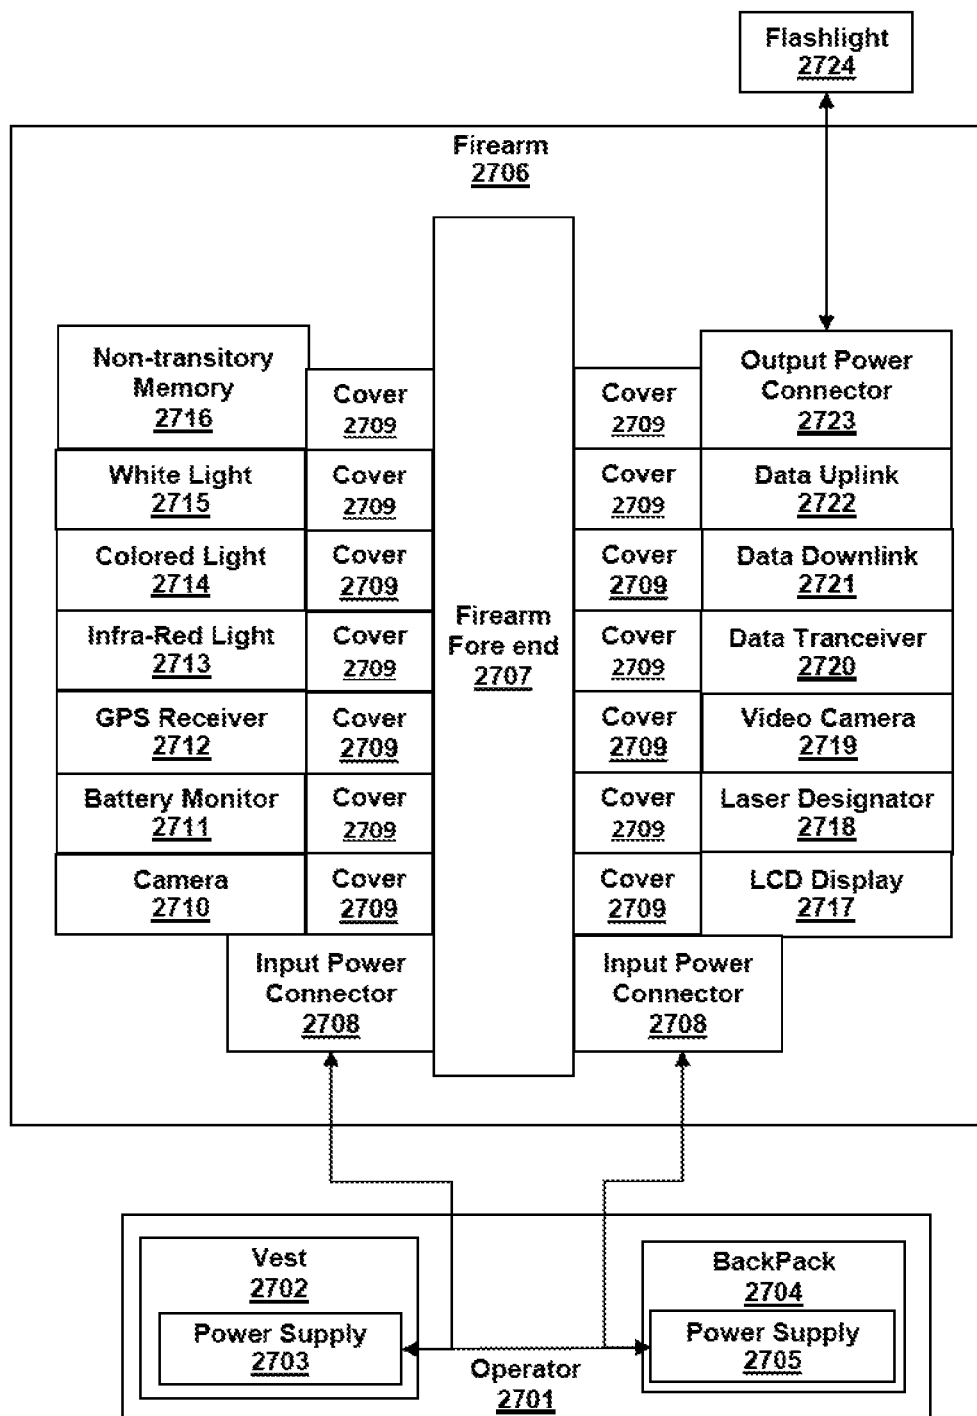 Flashlight
2724
Firearm
2706
Non-transitory
Memory
2716
Cover
2709
Cover
2709
Output Power
Connector
2723
White Light
2715
Cover
2709
Cover
2709
Data Uplink
2722
Colored Light
2714
Cover
2709
Cover
2709
Data Downlink
2721
Infra-Red Light
2713
Cover
2709
Firearm
Fore end
2707
Cover
2709
Data Tranceiver
2720
GPS Receiver
2712
Cover
2709
Cover
2709
Video Camera
2719
Battery Monitor
2711
Cover
2709
Cover
2709
Laser Designator
2718
Camera
2710
Cover
2709
Cover
2709
LCD Display
2717
Input Power
Connector
2708
Input Power
Connector
2708
Vest
2702
Power Supply
2703
BackPack
2704
Power Supply
2705
Operator
2701